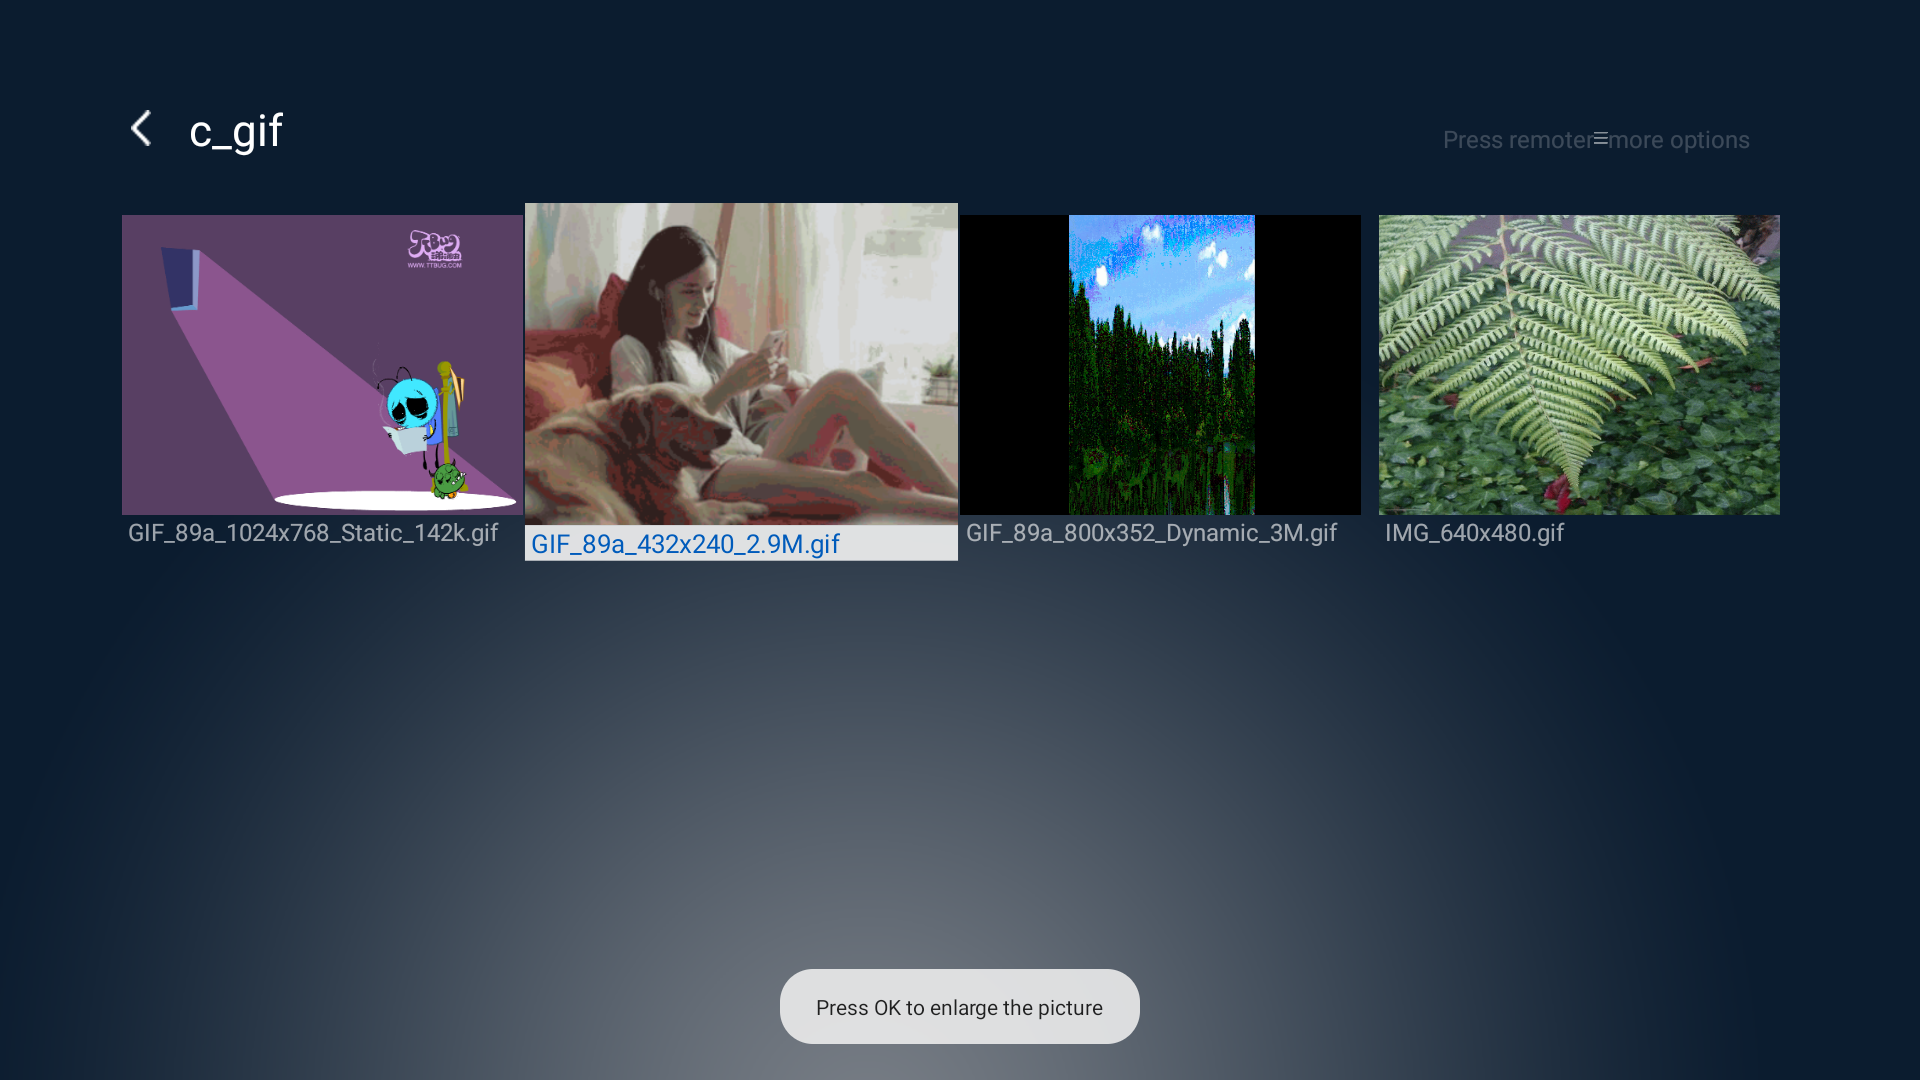 c_gif
Press remoter☰more options
WWW.TTBUG.COM
GIF_89a_1024x768_Static_142k.gif
GIF_89a_432x240_2.9M.gif
GIF_89a_800x352_Dynamic_3M.gif
IMG_640x480.gif
Press OK to enlarge the picture